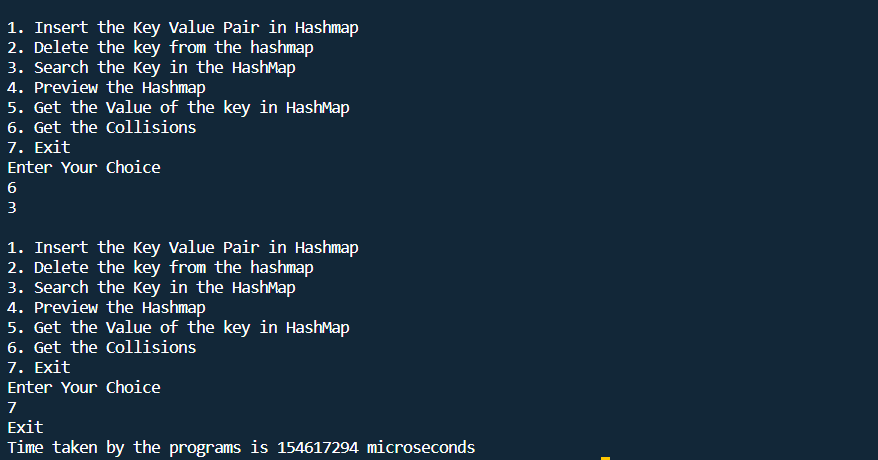 1. Insert the Key Value Pair in Hashmap
2. Delete the key from the hashmap
3. Search the Key in the HashMap
4. Preview the Hashmap
5. Get the Value of the key in HashMap
6. Get the Collisions
7. Exit
Enter Your Choice
6
3
1. Insert the Key Value Pair in Hashmap
2. Delete the key from the hashmap
3. Search the Key in the HashMap
4. Preview the Hashmap
5. Get the Value of the key in HashMap
6. Get the Collisions
7. Exit
Enter Your Choice
7
Exit
Time taken by the programs is 154617294 microseconds